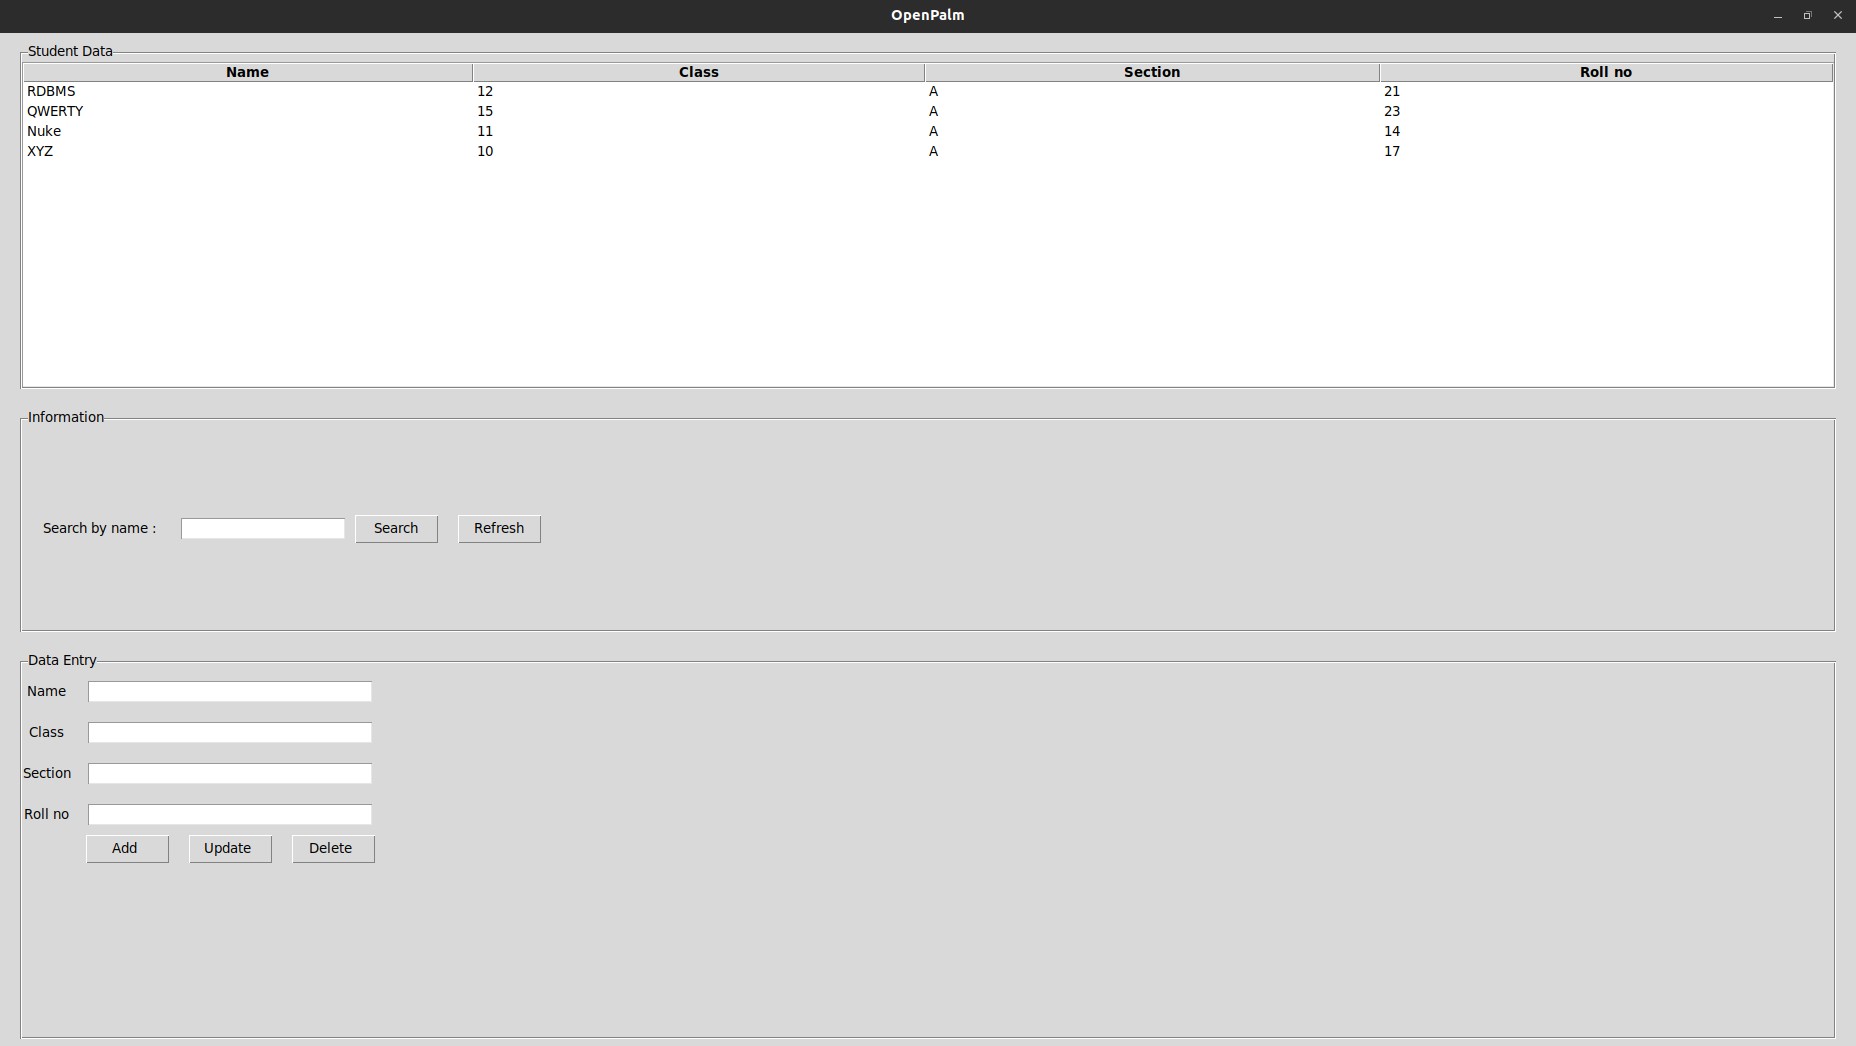 OpenPalm
Student Data
Name Class Section Roll no
RDBMS 12 A 21
QWERTY 15 A 23
Nuke 11 A 14
XYZ 10 A 17
Information
Search by name : Search Refresh
Data Entry
Name
Class
Section
Roll no
Add Update Delete